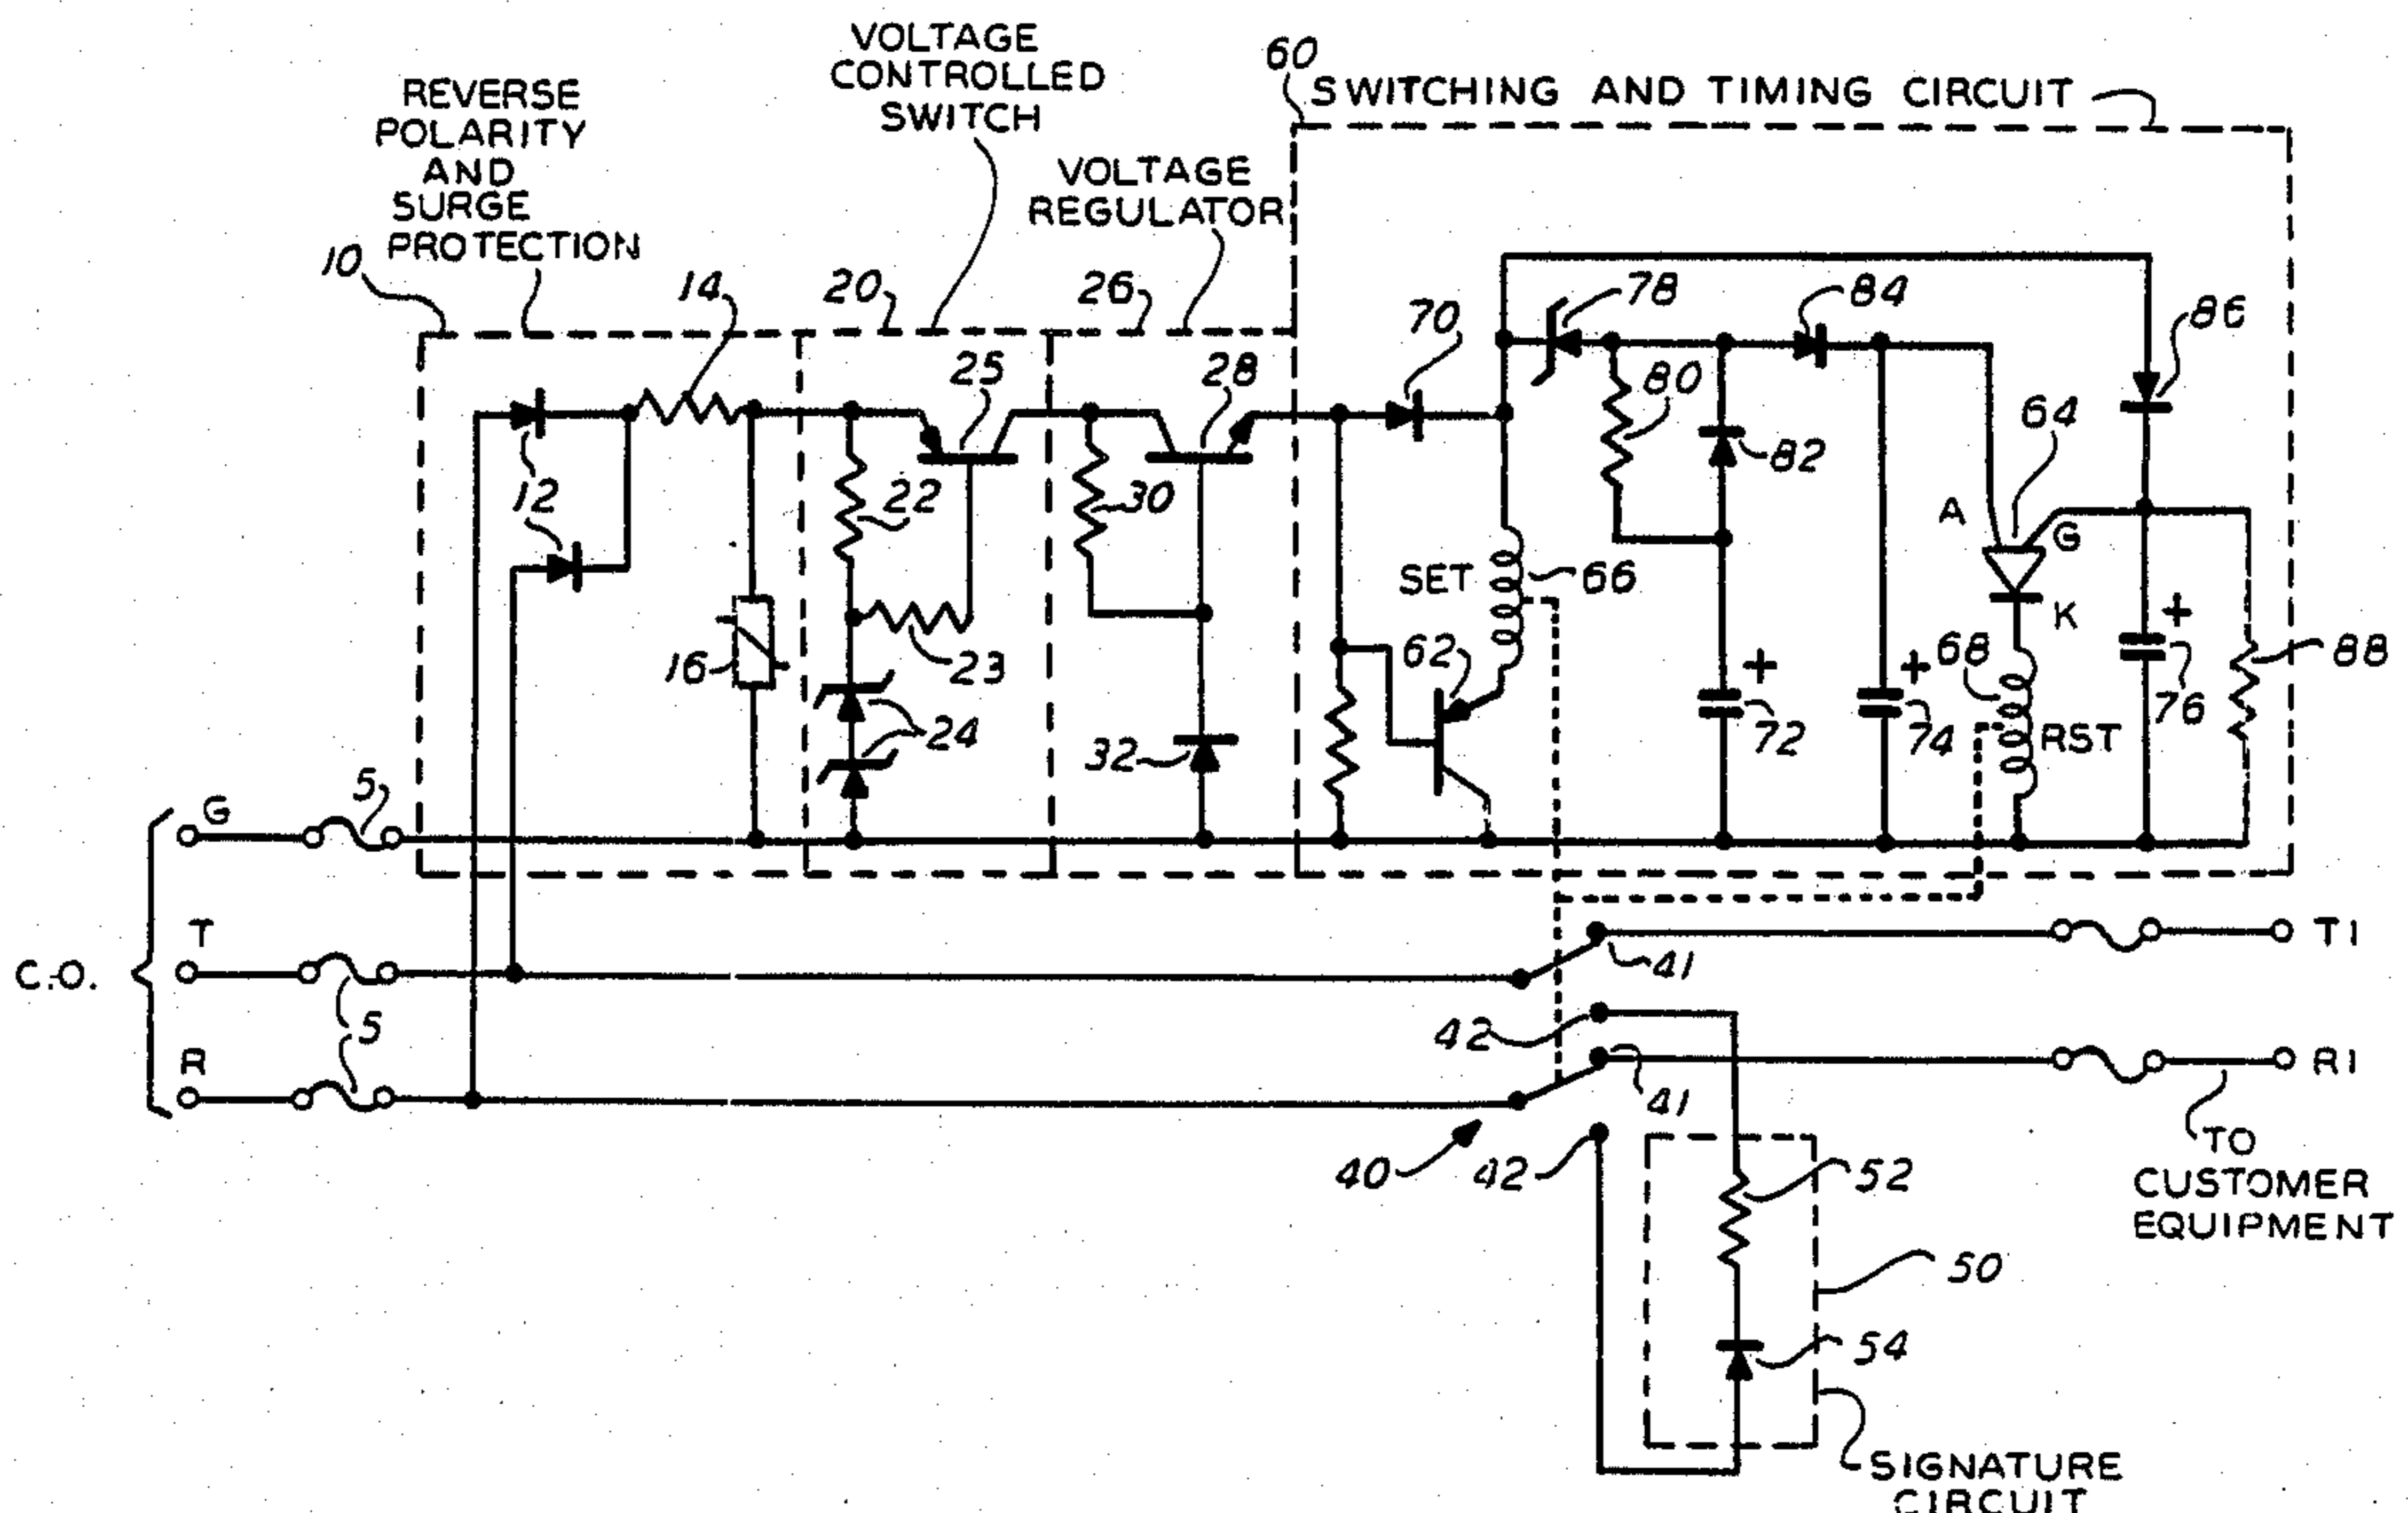 VOLTAGE
CONTROLLED
SWITCH
60
SWITCHING AND TIMING CIRCUIT
REVERSE
POLARITY
AND
SURGE
PROTECTION
VOLTAGE
REGULATOR
10
14
20
26
78
84
86
70
25
28
80
64
12
22
30
82
A
G
SET
66
K
16
23
62
+
+
68
+
88
24
32
72
74
RST
76
5
G
T
T1
C.O.
41
5
42
R
R1
41
40
42
52
TO
CUSTOMER
EQUIPMENT
50
54
SIGNATURE
CIRCUIT